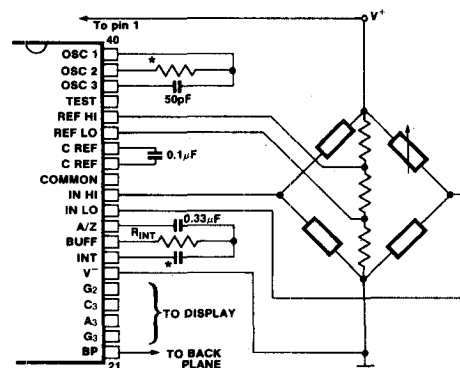 To pin 1
V+
40
OSC 1
OSC 2
*
OSC 3
50pF
TEST
REF HI
REF LO
C REF
0.1μF
C REF
COMMON
IN HI
IN LO
A/Z
0.33μF
BUFF
RINT
INT
*
V−
G2
C3
TO DISPLAY
A3
G3
BP
TO BACK
PLANE
21